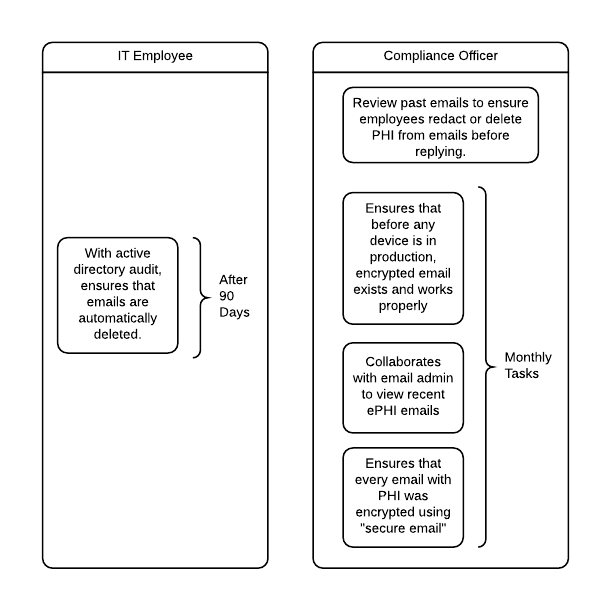 IT Employee
With active
directory audit,
ensures that
emails are
automatically
deleted.
After
90
Days
Compliance Officer
Review past emails to ensure
employees redact or delete
PHI from emails before
replying.
Ensures that
before any
device is in
production,
encrypted email
exists and works
properly
Collaborates
with email admin
to view recent
ePHI emails
Ensures that
every email with
PHI was
encrypted using
"secure email"
Monthly
Tasks